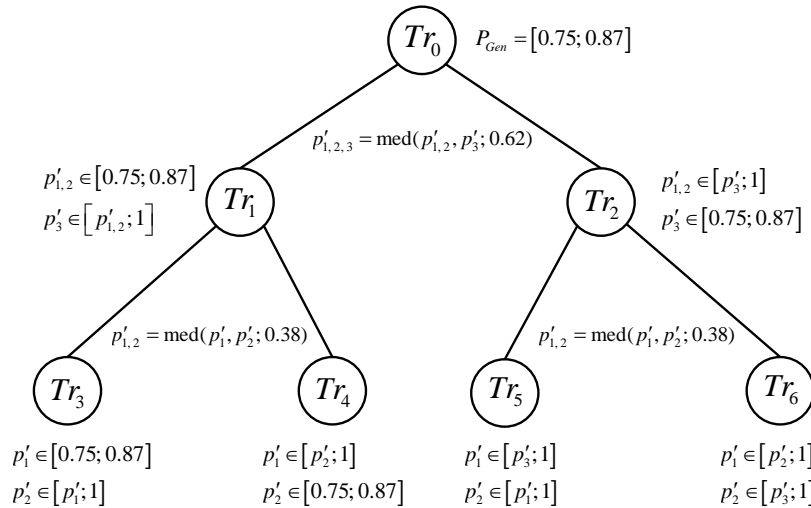 Tr₀ P_Gen = [0.75; 0.87]
p′₁,₂,₃ = med(p′₁,₂, p′₃; 0.62)
p′₁,₂ ∈ [0.75; 0.87]
p′₃ ∈ [p′₁,₂; 1]
Tr₁
Tr₂
p′₁,₂ ∈ [p′₃; 1]
p′₃ ∈ [0.75; 0.87]
p′₁,₂ = med(p′₁, p′₂; 0.38)
p′₁,₂ = med(p′₁, p′₂; 0.38)
Tr₃
Tr₄
Tr₅
Tr₆
p′₁ ∈ [0.75; 0.87]
p′₂ ∈ [p′₁; 1]
p′₁ ∈ [p′₂; 1]
p′₂ ∈ [0.75; 0.87]
p′₁ ∈ [p′₃; 1]
p′₂ ∈ [p′₁; 1]
p′₁ ∈ [p′₂; 1]
p′₂ ∈ [p′₃; 1]